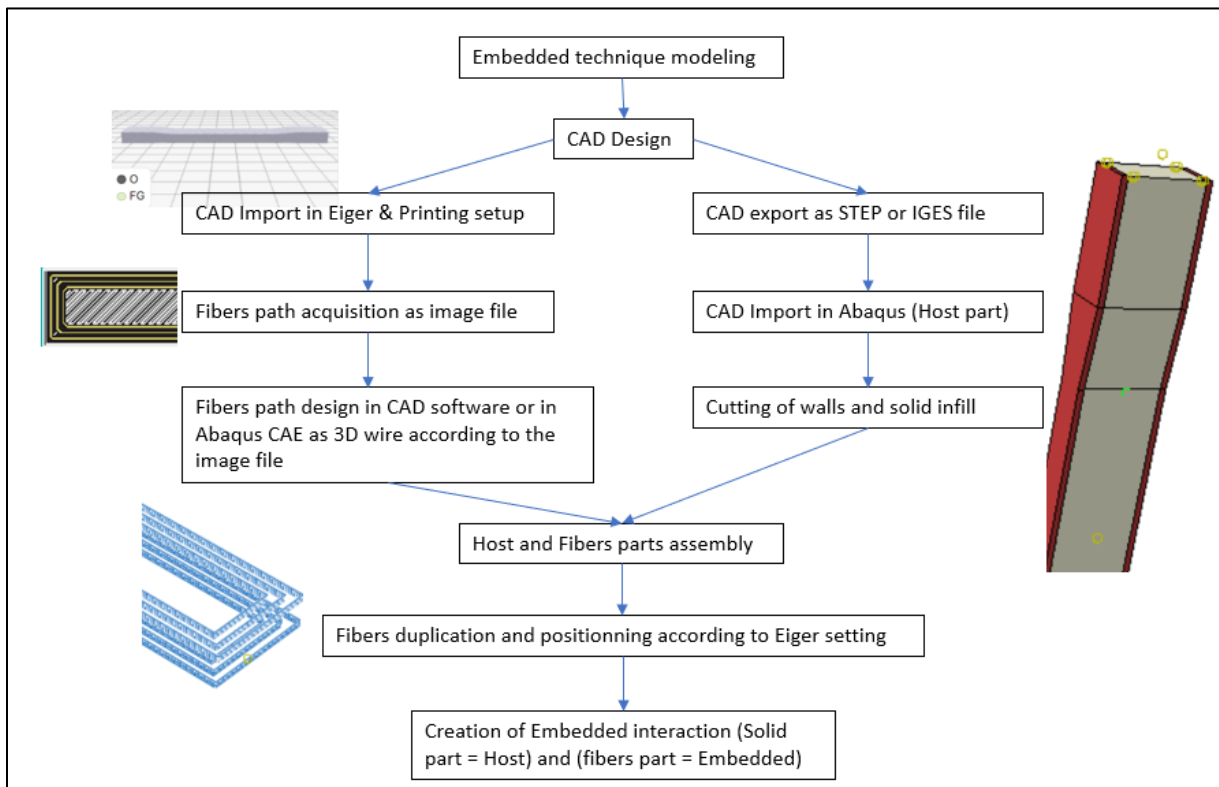 Embedded technique modeling
CAD Design
O
FG
CAD Import in Eiger & Printing setup
CAD export as STEP or IGES file
Fibers path acquisition as image file
CAD Import in Abaqus (Host part)
Fibers path design in CAD software or in
Abaqus CAE as 3D wire according to the
image file
Cutting of walls and solid infill
Host and Fibers parts assembly
Fibers duplication and positionning according to Eiger setting
Creation of Embedded interaction (Solid
part = Host) and (fibers part = Embedded)